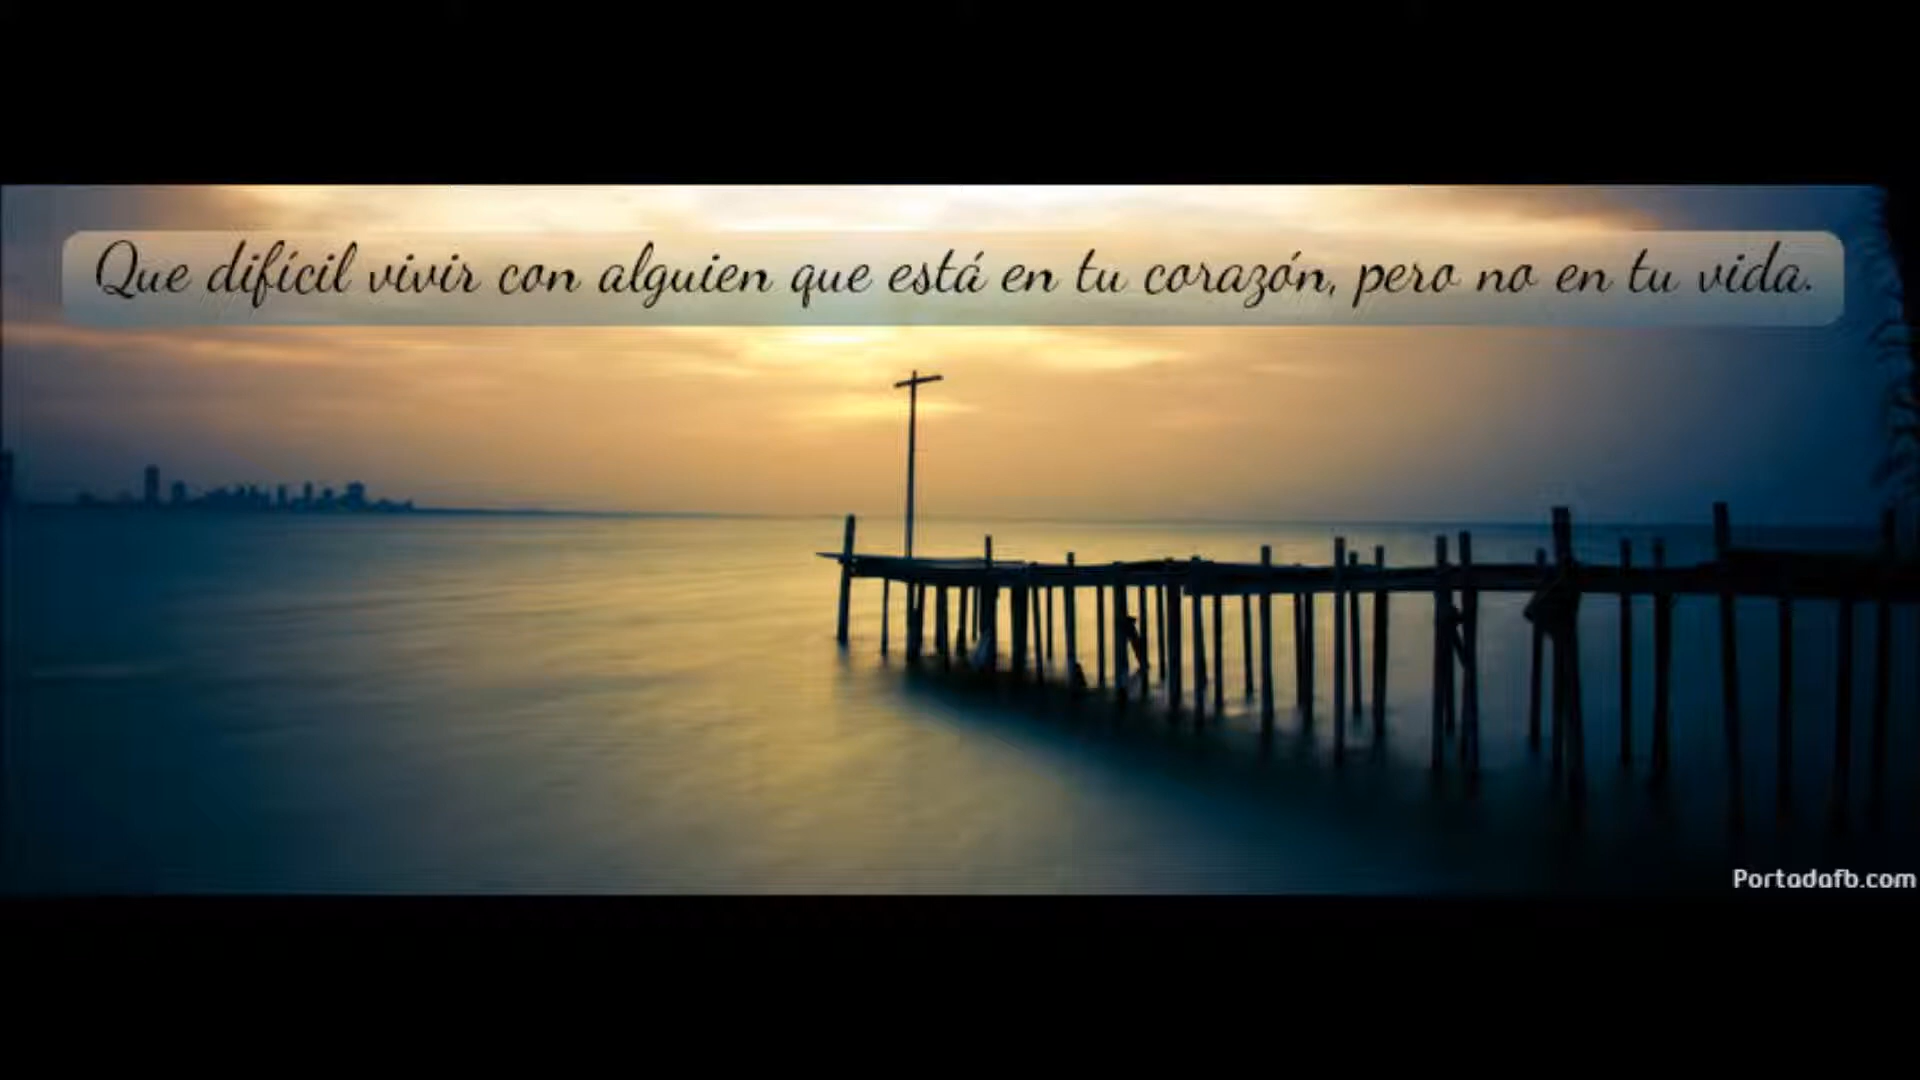 Que difícil vivir con alguien que está en tu corazón, pero no en tu vida.
Portadafb.com